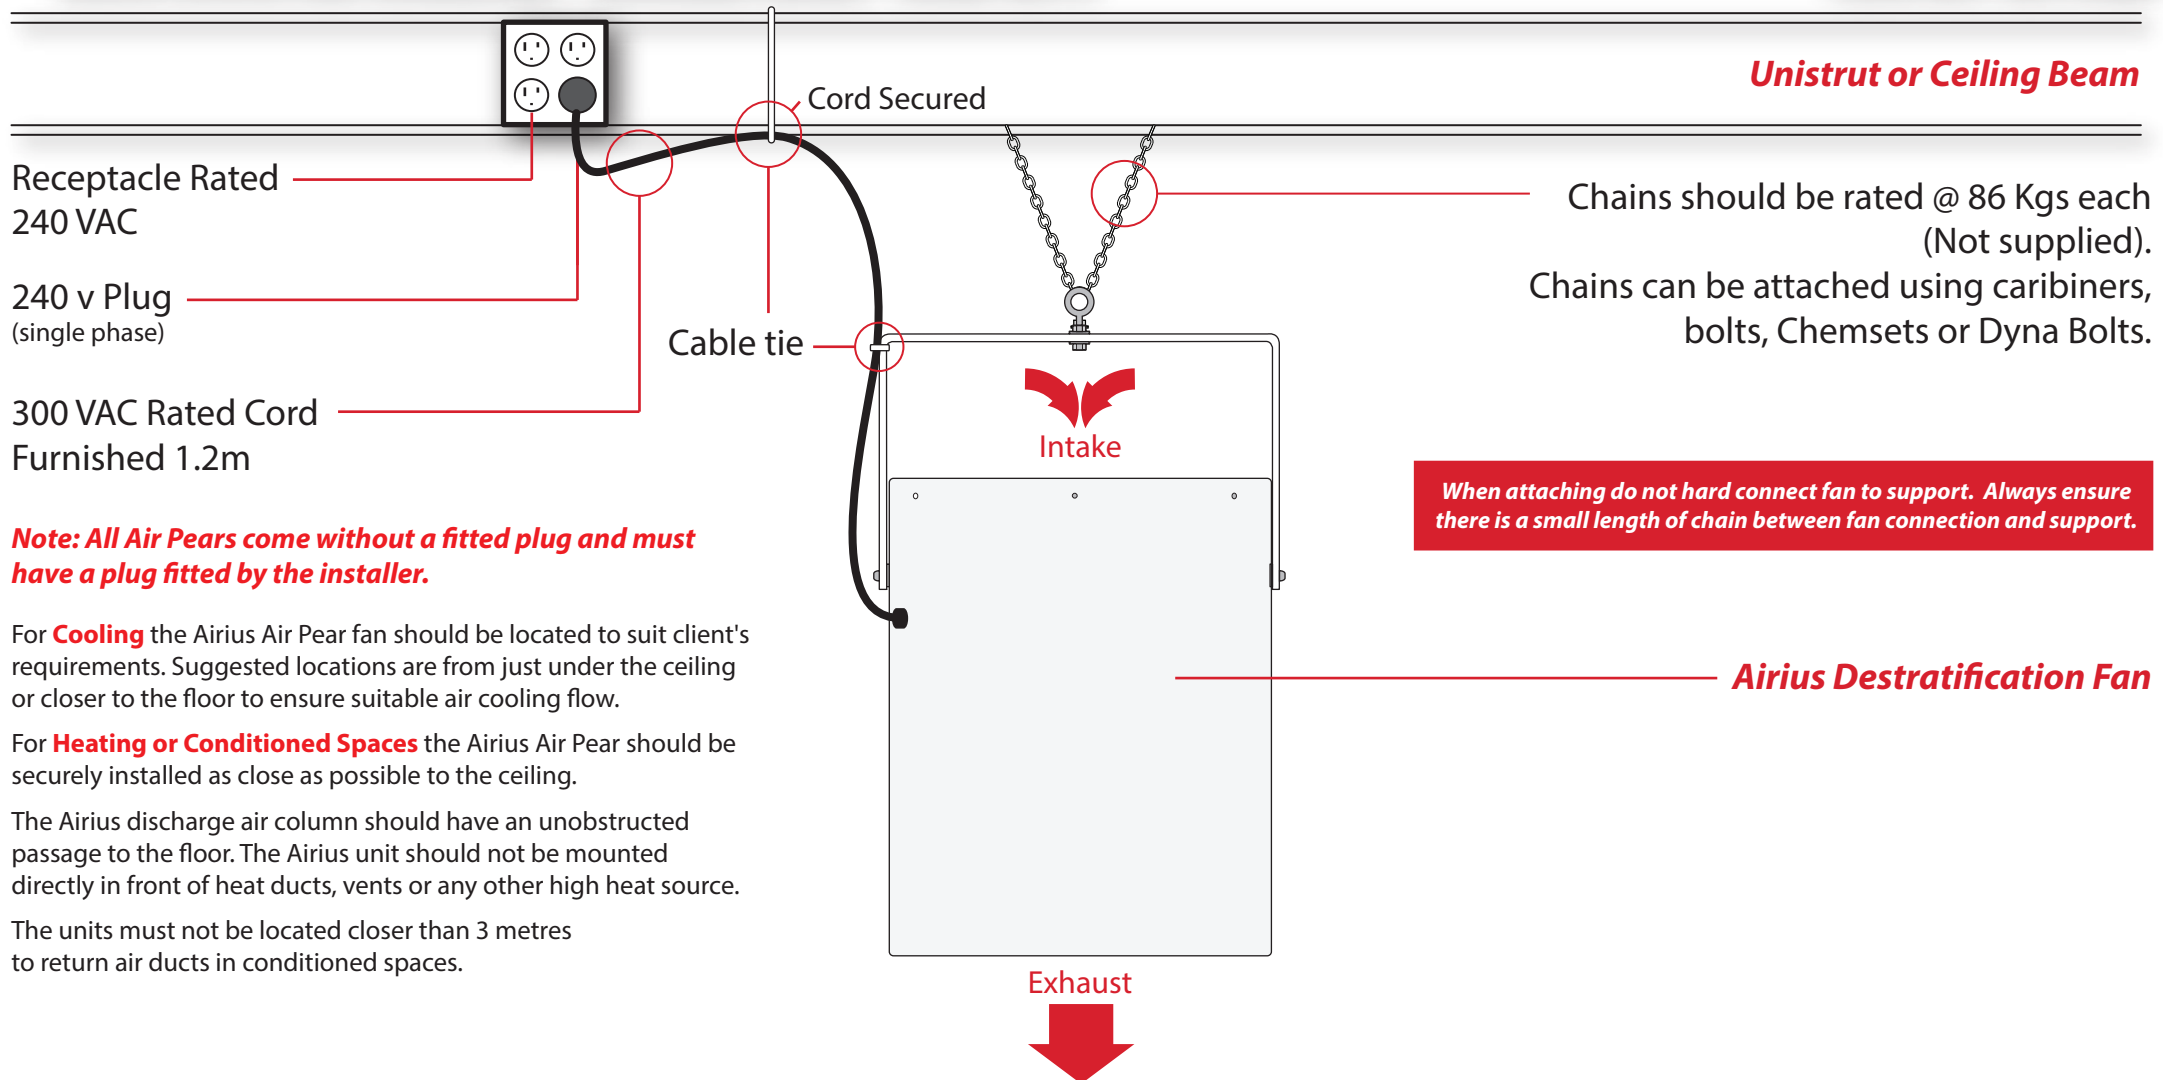 Unistrut or Ceiling Beam
Cord Secured
Receptacle Rated
240 VAC
240 v Plug
(single phase)
300 VAC Rated Cord
Furnished 1.2m
Cable tie
Chains should be rated @ 86 Kgs each
(Not supplied).
Chains can be attached using caribiners,
bolts, Chemsets or Dyna Bolts.
Intake
When attaching do not hard connect fan to support.  Always ensure
there is a small length of chain between fan connection and support.
Note: All Air Pears come without a fitted plug and must
have a plug fitted by the installer.
For Cooling the Airius Air Pear fan should be located to suit client's
requirements. Suggested locations are from just under the ceiling
or closer to the floor to ensure suitable air cooling flow.
For Heating or Conditioned Spaces the Airius Air Pear should be
securely installed as close as possible to the ceiling.
The Airius discharge air column should have an unobstructed
passage to the floor. The Airius unit should not be mounted
directly in front of heat ducts, vents or any other high heat source.
The units must not be located closer than 3 metres
to return air ducts in conditioned spaces.
Airius Destratification Fan
Exhaust